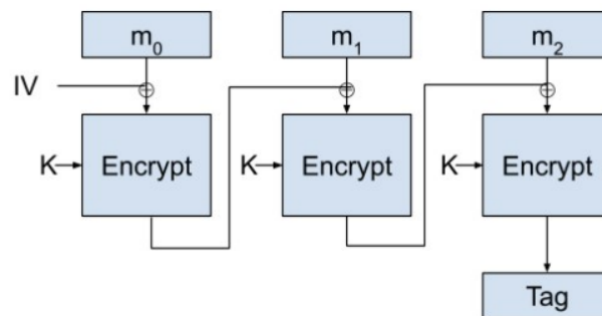 m₀ m₁ m₂
IV
K Encrypt K Encrypt K Encrypt
Tag